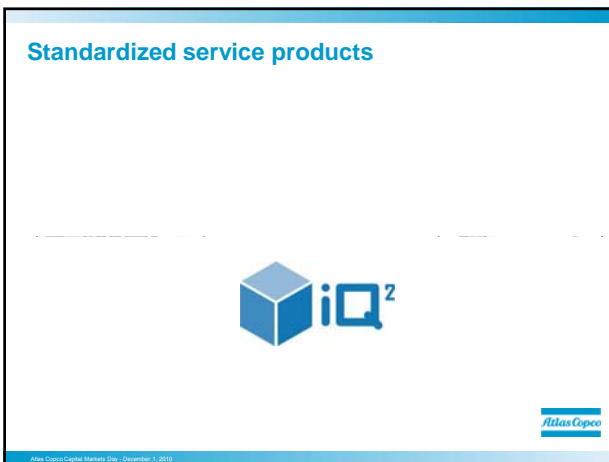 Standardized service products
iQ²
Atlas Copco
Atlas Copco Capital Markets Day - December 1, 2010